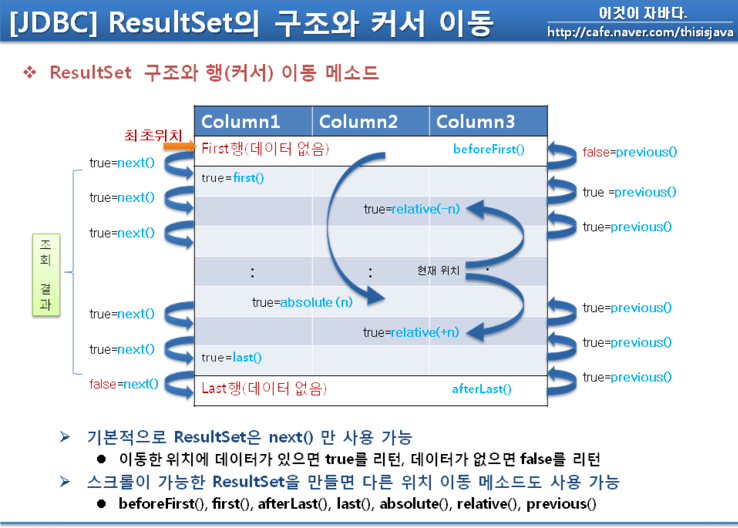 [JDBC] ResultSet의 구조와 커서 이동
이것이 자바다.
http://cafe.naver.com/thisisjava
ResultSet 구조와 행(커서) 이동 메소드
Column1 Column2 Column3
최초위치
First행(데이터 없음) beforeFirst()
true=next()
false=previous()
true=first()
true=next()
true =previous()
true=relative(-n)
true=next()
true=previous()
조회 결과
: : 현재 위치 :
true=absolute(n)
true=next()
true=previous()
true=relative(+n)
true=next()
true=previous()
true=last()
false=next()
true=previous()
Last행(데이터 없음) afterLast()
기본적으로 ResultSet은 next() 만 사용 가능
이동한 위치에 데이터가 있으면 true를 리턴, 데이터가 없으면 false를 리턴
스크롤이 가능한 ResultSet을 만들면 다른 위치 이동 메소드도 사용 가능
beforeFirst(), first(), afterLast(), last(), absolute(), relative(), previous()